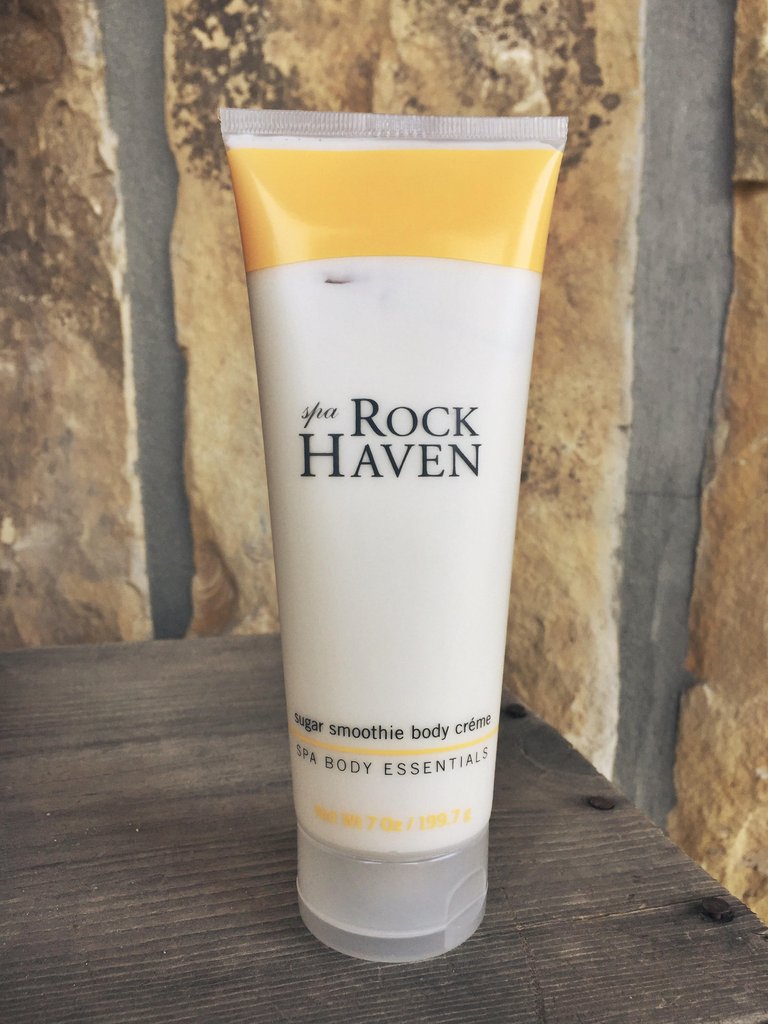 spa ROCK
HAVEN
sugar smoothie body créme
SPA BODY ESSENTIALS
Net Wt 7 Oz / 199.7 g